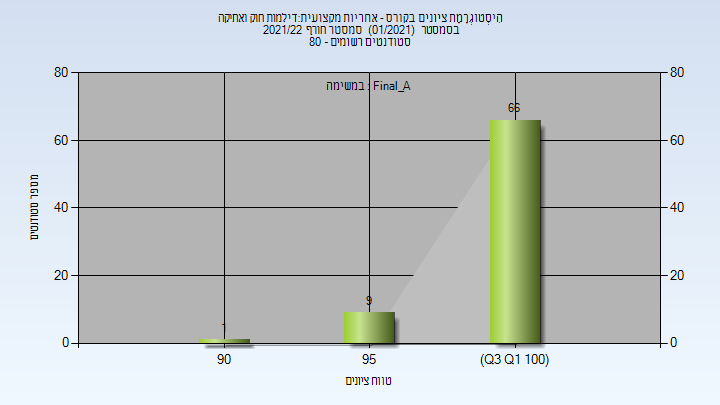 היסטוגרמת ציונים בקורס - אחריות מקצועית:דילמות חוק ואתיקה
בסמסטר (01/2021) סמסטר חורף 2021/22
סטודנטים רשומים - 80
במשימה : Final_A
80 80
66
60 60
מספר סטודנטים
40 40
20 20
9
1
0 0
90 95 (Q3 Q1 100)
טווח ציונים